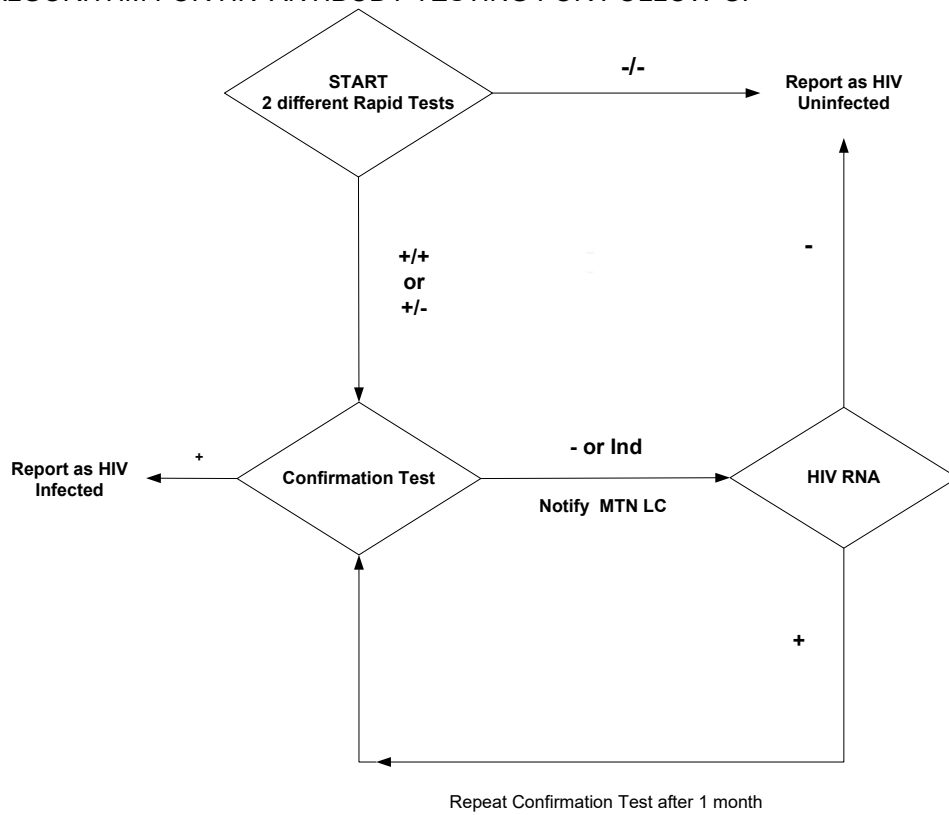 START
2 different Rapid Tests
-/-
Report as HIV
Uninfected
+/+
or
+/-
-
Report as HIV
Infected
+
Confirmation Test
- or Ind
Notify MTN LC
HIV RNA
+
Repeat Confirmation Test after 1 month